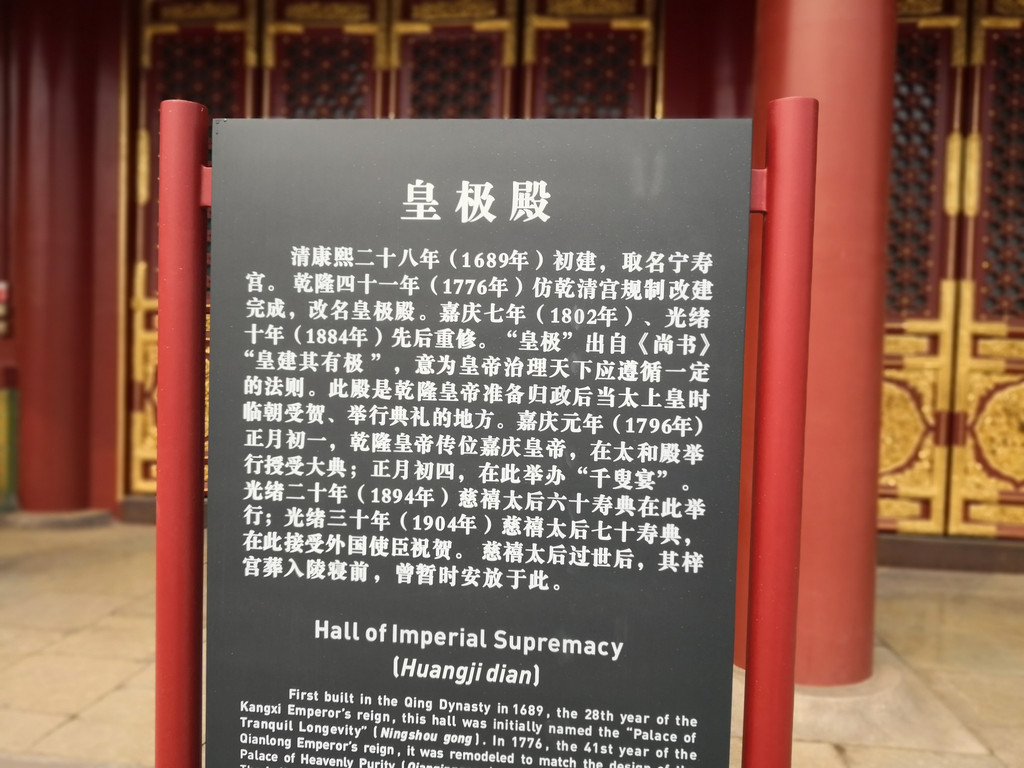 皇极殿
清康熙二十八年（1689年）初建，取名宁寿
宫。乾隆四十一年（1776年）仿乾清宫规制改建
完成，改名皇极殿。嘉庆七年（1802年）、光绪
十年（1884年）先后重修。“皇极”出自《尚书》
“皇建其有极”，意为皇帝治理天下应遵循一定
的法则。此殿是乾隆皇帝准备归政后当太上皇时
临朝受贺、举行典礼的地方。嘉庆元年（1796年）
正月初一，乾隆皇帝传位嘉庆皇帝，在太和殿举
行授受大典；正月初四，在此举办“千叟宴”。
光绪二十年（1894年）慈禧太后六十寿典在此举
行；光绪三十年（1904年）慈禧太后七十寿典，
在此接受外国使臣祝贺。慈禧太后过世后，其梓
宫葬入陵寝前，曾暂时安放于此。
Hall of Imperial Supremacy
(Huangji dian)
First built in the Qing Dynasty in 1689, the 28th year of the
Kangxi Emperor's reign, this hall was initially named the "Palace of
Tranquil Longevity" (Ningshou gong). In 1776, the 41st year of the
Qianlong Emperor's reign, it was remodeled to match the design of the
Palace of Heavenly Purity